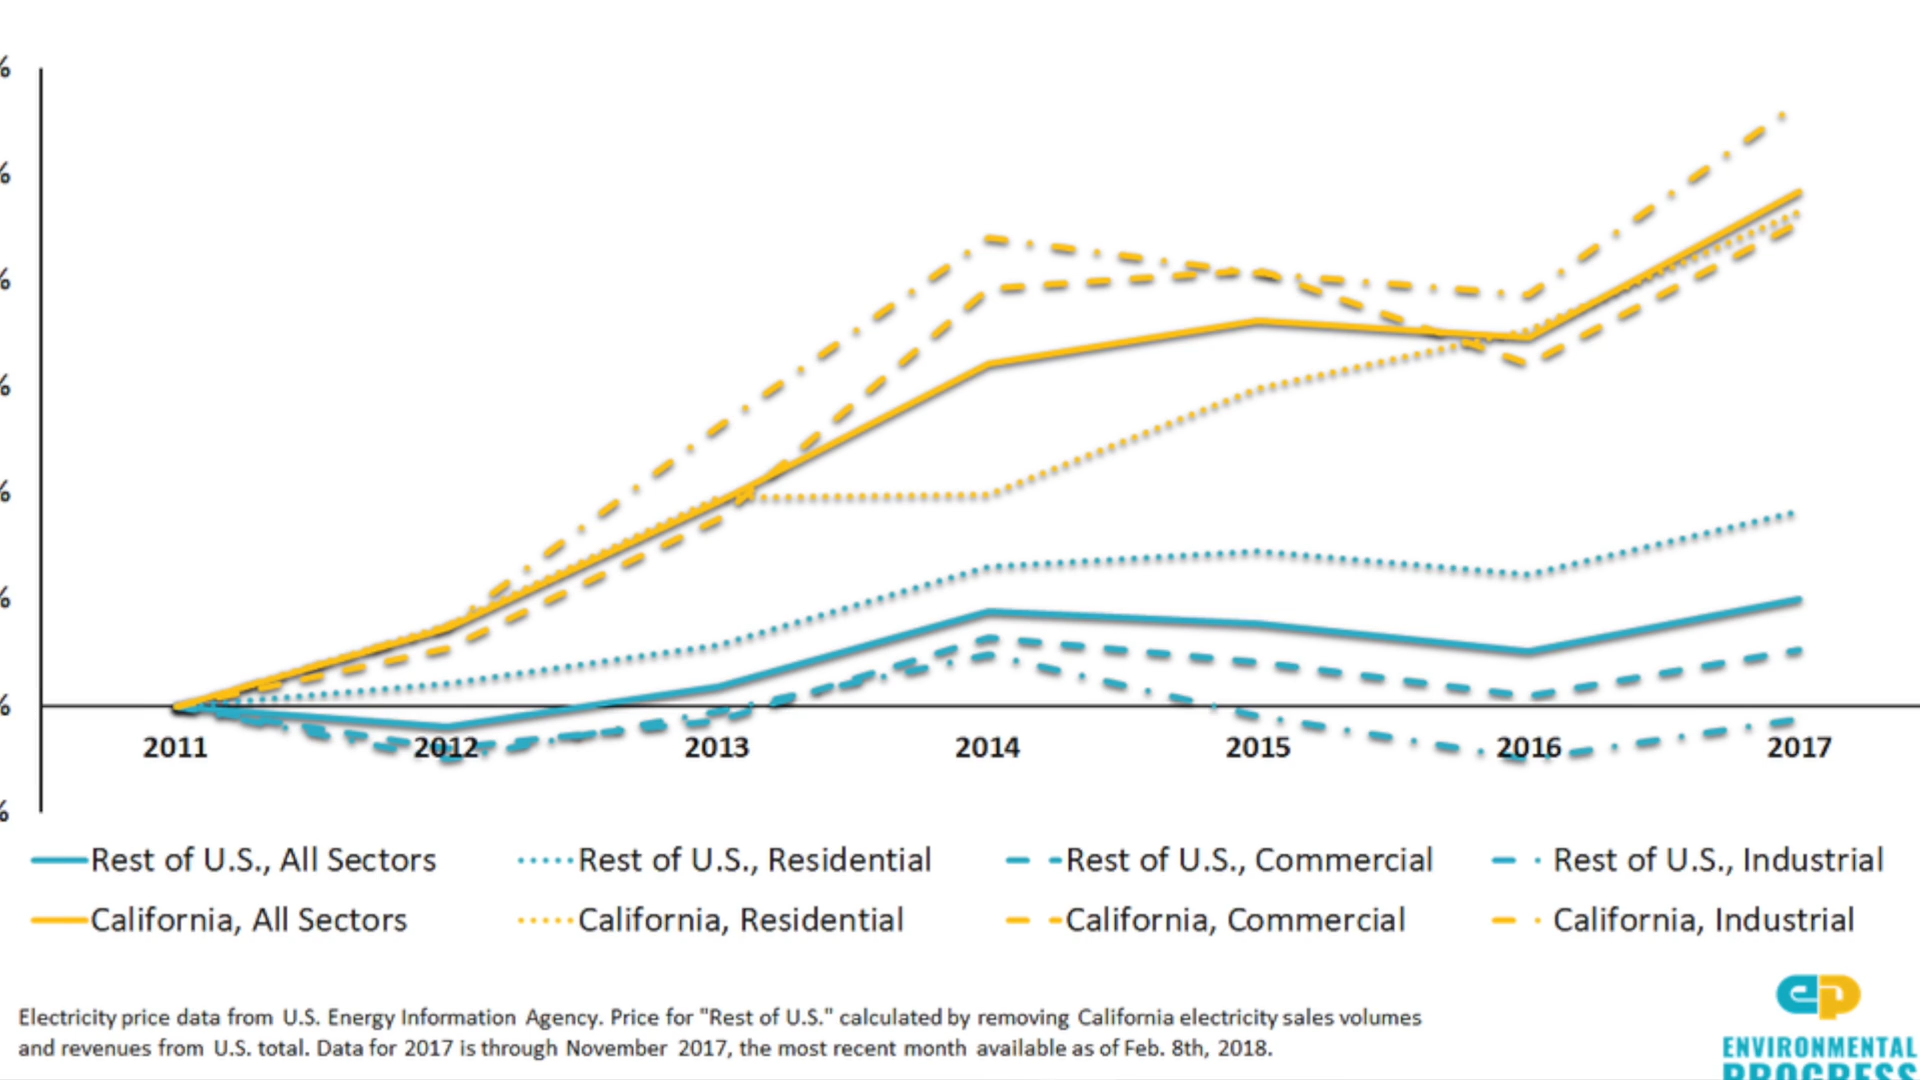 %
%
%
%
%
%
%
%
2011 2012 2013 2014 2015 2016 2017
Rest of U.S., All Sectors Rest of U.S., Residential Rest of U.S., Commercial Rest of U.S., Industrial
California, All Sectors California, Residential California, Commercial California, Industrial
Electricity price data from U.S. Energy Information Agency. Price for "Rest of U.S." calculated by removing California electricity sales volumes
and revenues from U.S. total. Data for 2017 is through November 2017, the most recent month available as of Feb. 8th, 2018.
ep
ENVIRONMENTAL
PROGRESS